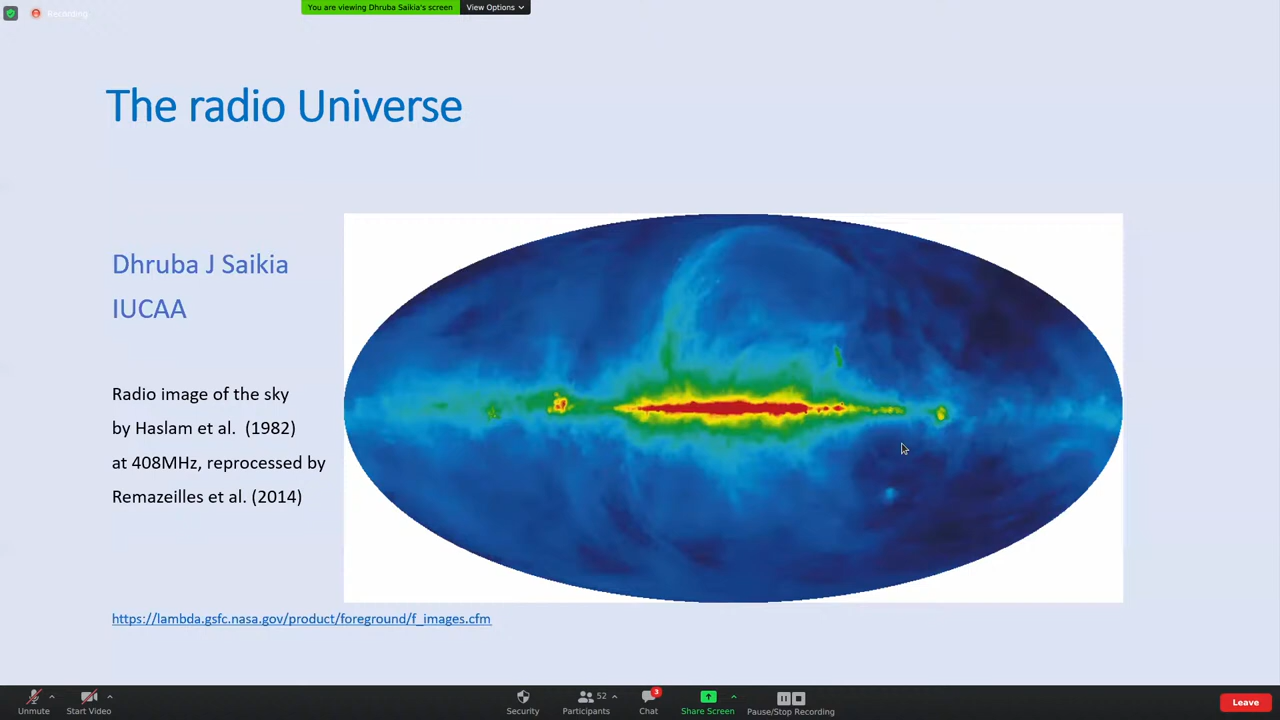 Recording
You are viewing Dhruba Saikia's screen
View Options
The radio Universe
Dhruba J Saikia
IUCAA
Radio image of the sky
by Haslam et al. (1982)
at 408MHz, reprocessed by
Remazeilles et al. (2014)
https://lambda.gsfc.nasa.gov/product/foreground/f_images.cfm
Unmute
Start Video
Security
52
Participants
3
Chat
Share Screen
Pause/Stop Recording
Leave